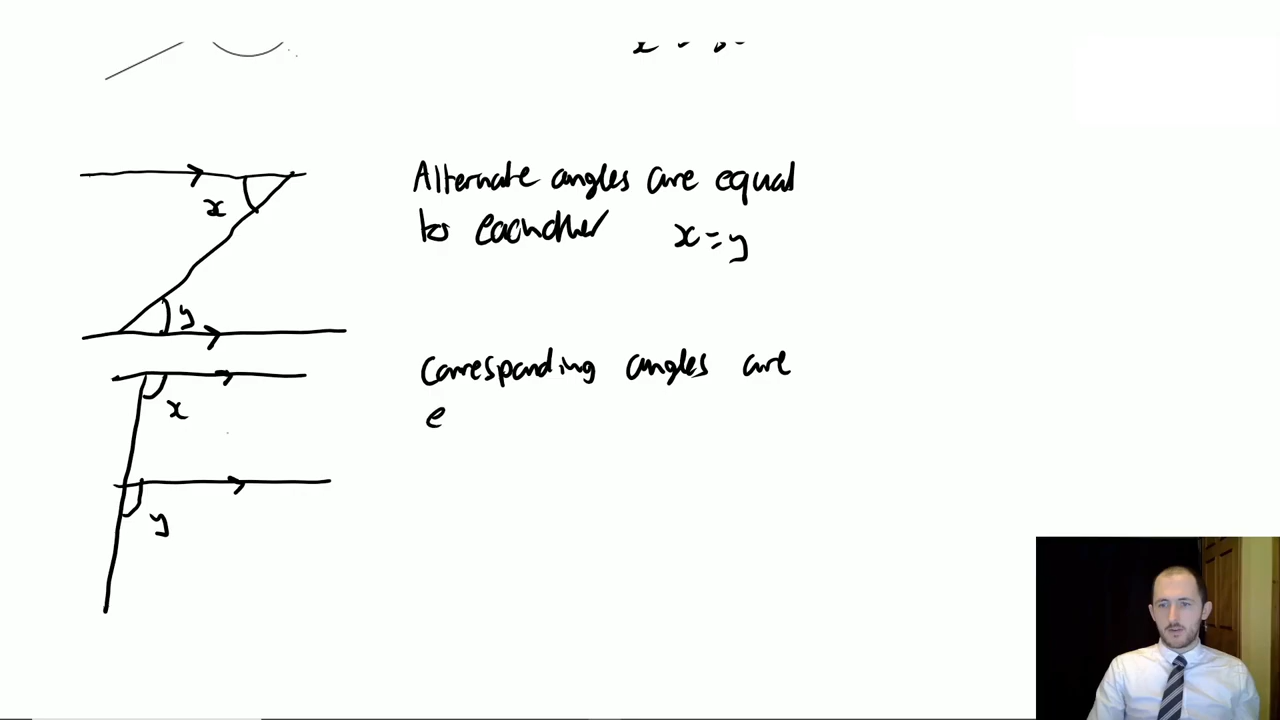 x
Alternate angles are equal
to eachother x=y
y
Corresponding angles are
x
e
y